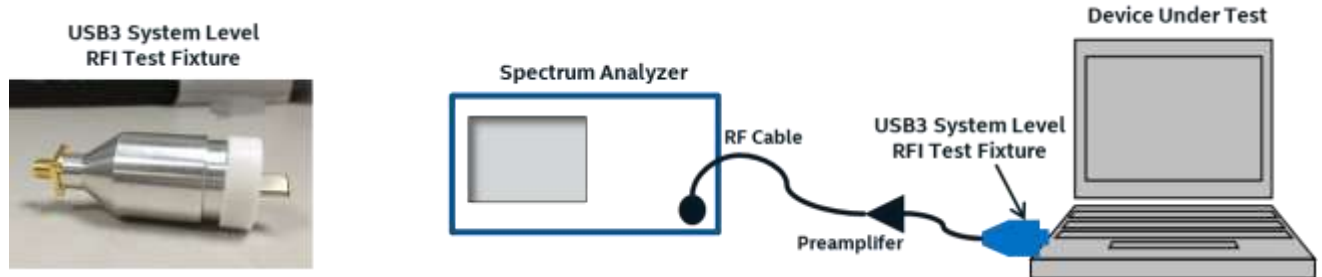 USB3 System Level
RFI Test Fixture
Spectrum Analyzer
RF Cable
Preamplifer
USB3 System Level
RFI Test Fixture
Device Under Test